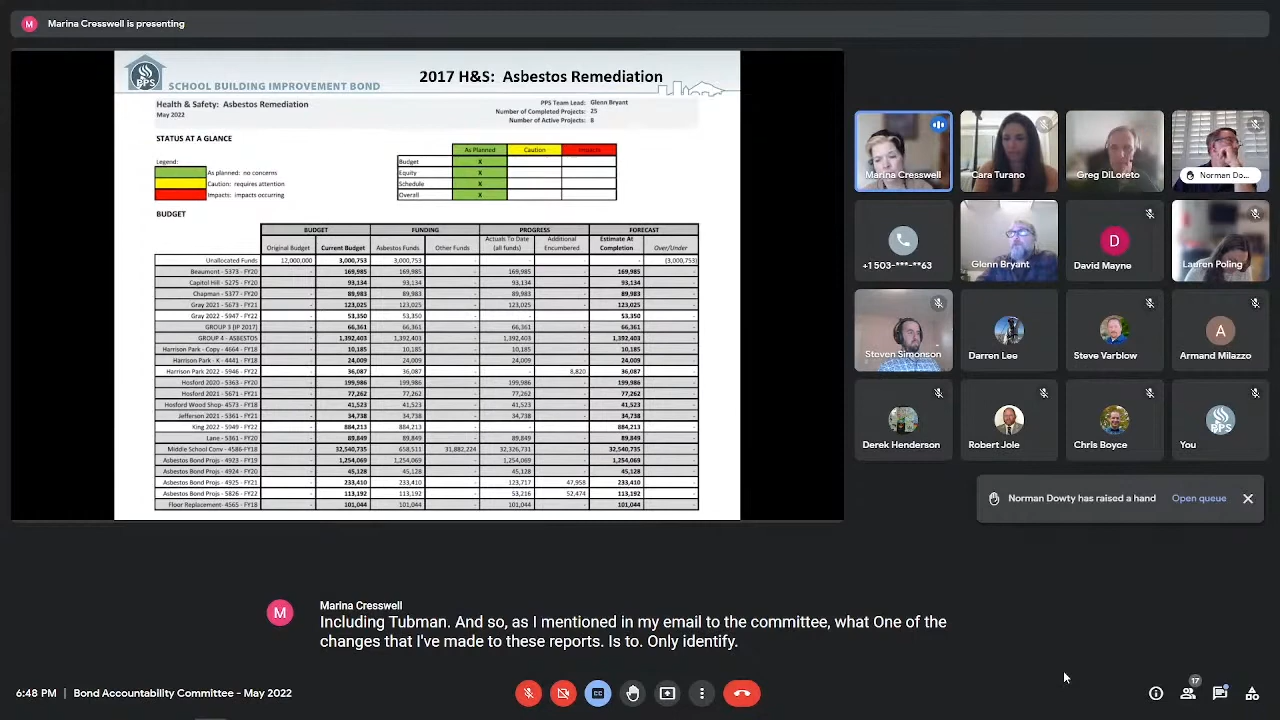 M Marina Cresswell is presenting
BPS
SCHOOL BUILDING IMPROVEMENT BOND
2017 H&S: Asbestos Remediation
Health & Safety: Asbestos Remediation
May 2022
PPS Team Lead: Glenn Bryant
Number of Completed Projects: 25
Number of Active Projects: 8
STATUS AT A GLANCE
Legend:
As planned: no concerns
Caution: requires attention
Impacts: impacts occurring
As Planned Caution Impacts
Budget X
Equity X
Schedule X
Overall X
BUDGET
BUDGET FUNDING PROGRESS FORECAST
Original Budget Current Budget Asbestos Funds Other Funds Actuals To Date (all funds) Additional Encumbered Estimate At Completion Over/Under
Unallocated Funds 12,000,000 3,000,753 3,000,753 - - - - (3,000,753)
Beaumont - 5373 - FY20 - 169,985 169,985 - 169,985 - 169,985 -
Capitol Hill - 5275 - FY20 - 93,134 93,134 - 93,134 - 93,134 -
Chapman - 5377 - FY20 - 89,983 89,983 - 89,983 - 89,983 -
Gray 2021 - 5673 - FY21 - 123,025 123,025 - 123,025 - 123,025 -
Gray 2022 - 5947 - FY22 - 53,350 53,350 - - - 53,350 -
GROUP 3 (IP 2017) - 66,361 66,361 - 66,361 - 66,361 -
GROUP 4 - ASBESTOS - 1,392,403 1,392,403 - 1,392,403 - 1,392,403 -
Harrison Park - Copy - 4664 - FY18 - 10,185 10,185 - 10,185 - 10,185 -
Harrison Park - K - 4441 - FY18 - 24,009 24,009 - 24,009 - 24,009 -
Harrison Park 2022 - 5946 - FY22 - 36,087 36,087 - - 8,820 36,087 -
Hosford 2020 - 5363 - FY20 - 199,986 199,986 - 199,986 - 199,986 -
Hosford 2021 - 5671 - FY21 - 77,262 77,262 - 77,262 - 77,262 -
Hosford Wood Shop- 4573 - FY18 - 41,523 41,523 - 41,523 - 41,523 -
Jefferson 2021 - 5361 - FY21 - 34,738 34,738 - 34,738 - 34,738 -
King 2022 - 5949 - FY22 - 884,213 884,213 - - - 884,213 -
Lane - 5361 - FY20 - 89,849 89,849 - 89,849 - 89,849 -
Middle School Conv - 4586-FY18 - 32,540,735 658,511 31,882,224 32,326,731 - 32,540,735 -
Asbestos Bond Projs - 4923 - FY19 - 1,254,069 1,254,069 - 1,254,069 - 1,254,069 -
Asbestos Bond Projs - 4924 - FY20 - 45,128 45,128 - 45,128 - 45,128 -
Asbestos Bond Projs - 4925 - FY21 - 233,410 233,410 - 123,717 47,958 233,410 -
Asbestos Bond Projs - 5826 - FY22 - 113,192 113,192 - 53,216 52,474 113,192 -
Floor Replacement- 4565 - FY18 - 101,044 101,044 - 101,044 - 101,044 -
Marina Cresswell
Cara Turano
Greg DiLoreto
Norman Do...
+1 503-***-**
Glenn Bryant
D
David Mayne
Lauren Poling
Steven Simonson
Darren Lee
Steve Effros
A
Derek Henderson
Robert Jole
Chris Boyce
BPS
You
Norman Dowty has raised a hand Open queue
M Marina Cresswell
Including Tubman. And so, as I mentioned in my email to the committee, what One of the
changes that I've made to these reports. Is to. Only identify.
6:48 PM | Bond Accountability Committee - May 2022
CC
17